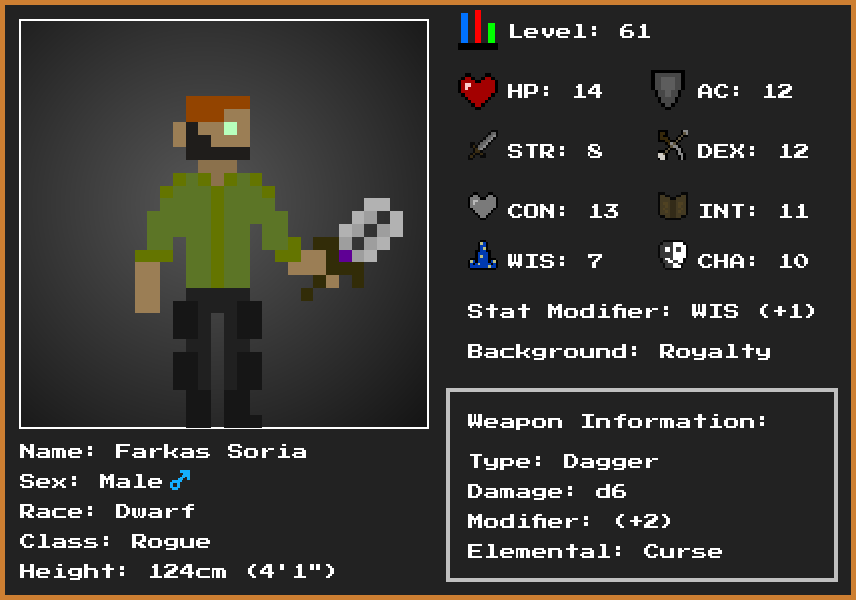 Level: 61
HP: 14 AC: 12
STR: 8 DEX: 12
CON: 13 INT: 11
WIS: 7 CHA: 10
Stat Modifier: WIS (+1)
Background: Royalty
Weapon Information:
Type: Dagger
Damage: d6
Modifier: (+2)
Elemental: Curse
Name: Farkas Soria
Sex: Male♂
Race: Dwarf
Class: Rogue
Height: 124cm (4'1")